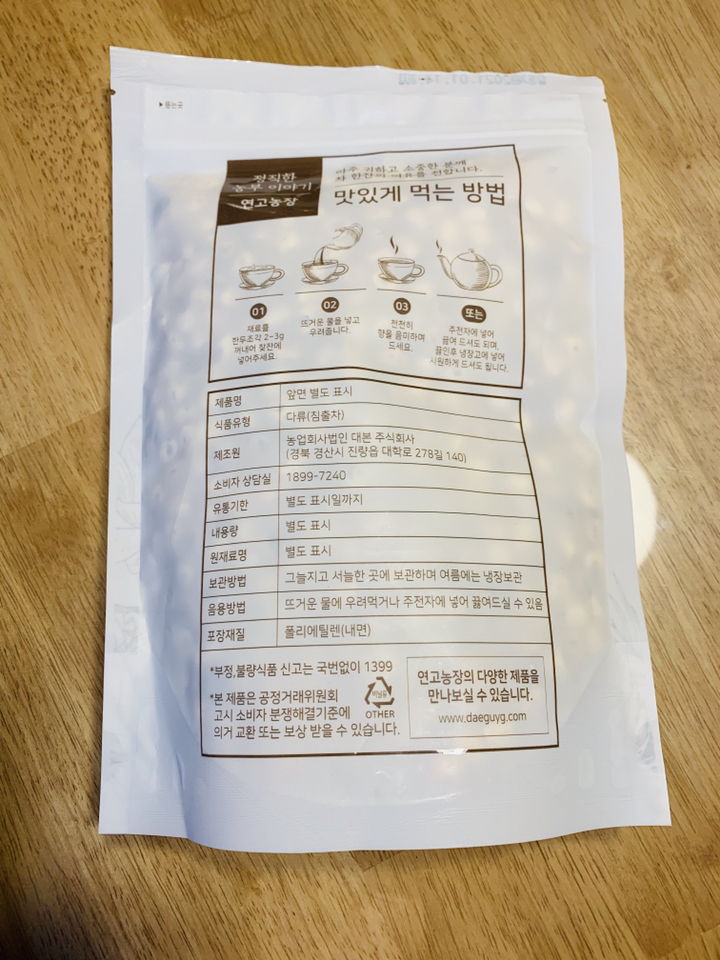 뜯는곳
정직한
농부 이야기
연고농장
아주 귀하고 소중한 분께
차 한잔의 여유를 전합니다.
맛있게 먹는 방법
01
재료를
한두조각 2~3g
꺼내어 찻잔에
넣어주세요.
02
뜨거운 물을 넣고
우려줍니다.
03
천천히
향을 음미하며
드세요.
또는
주전자에 넣어
끓여 드셔도 되며,
끓인후 냉장고에 넣어
시원하게 드셔도 됩니다.
제품명 앞면 별도 표시
식품유형 다류(침출차)
제조원 농업회사법인 대본 주식회사
(경북 경산시 진량읍 대학로 278길 140)
소비자 상담실 1899-7240
유통기한 별도 표시일까지
내용량 별도 표시
원재료명 별도 표시
보관방법 그늘지고 서늘한 곳에 보관하며 여름에는 냉장보관
음용방법 뜨거운 물에 우려먹거나 주전자에 넣어 끓여드실 수 있음
포장재질 폴리에틸렌(내면)
*부정,불량식품 신고는 국번없이 1399
*본 제품은 공정거래위원회
고시 소비자 분쟁해결기준에
의거 교환 또는 보상 받을 수 있습니다.
비닐류
OTHER
연고농장의 다양한 제품을
만나보실 수 있습니다.
www.daeguyg.com